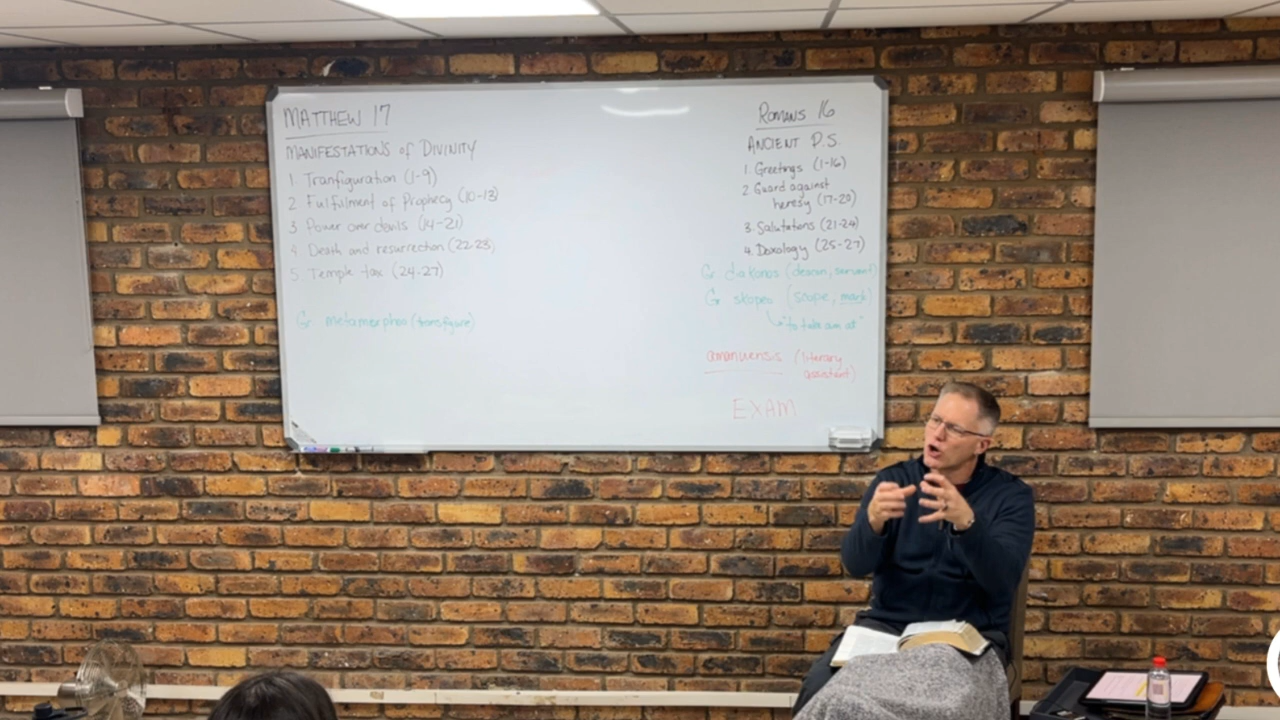 MATTHEW 17
MANIFESTATIONS of DIVINITY
1. Tranfiguration (1-9)
2. Fulfillment of Prophecy (10-13)
3. Power over devils (14-21)
4. Death and resurrection (22-23)
5. Temple tax (24-27)
Gr. metamorphoo (transfigure)
ROMANS 16
ANCIENT P.S.
1. Greetings (1-16)
2. Guard against
heresy (17-20)
3. Salutations (21-24)
4. Doxology (25-27)
Gr. diakonos (deacon, servant)
Gr. skopeo (scope, mark)
"to take aim at"
amanuensis (literary
assistant)
EXAM